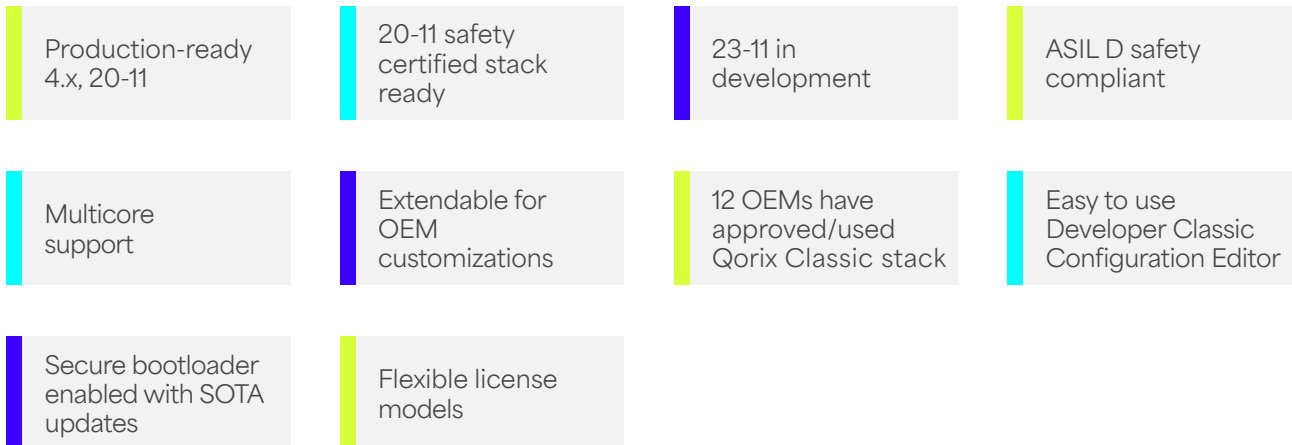 Production-ready
4.x, 20-11
20-11 safety
certified stack
ready
23-11 in
development
ASIL D safety
compliant
Multicore
support
Extendable for
OEM
customizations
12 OEMs have
approved/used
Qorix Classic stack
Easy to use
Developer Classic
Configuration Editor
Secure bootloader
enabled with SOTA
updates
Flexible license
models